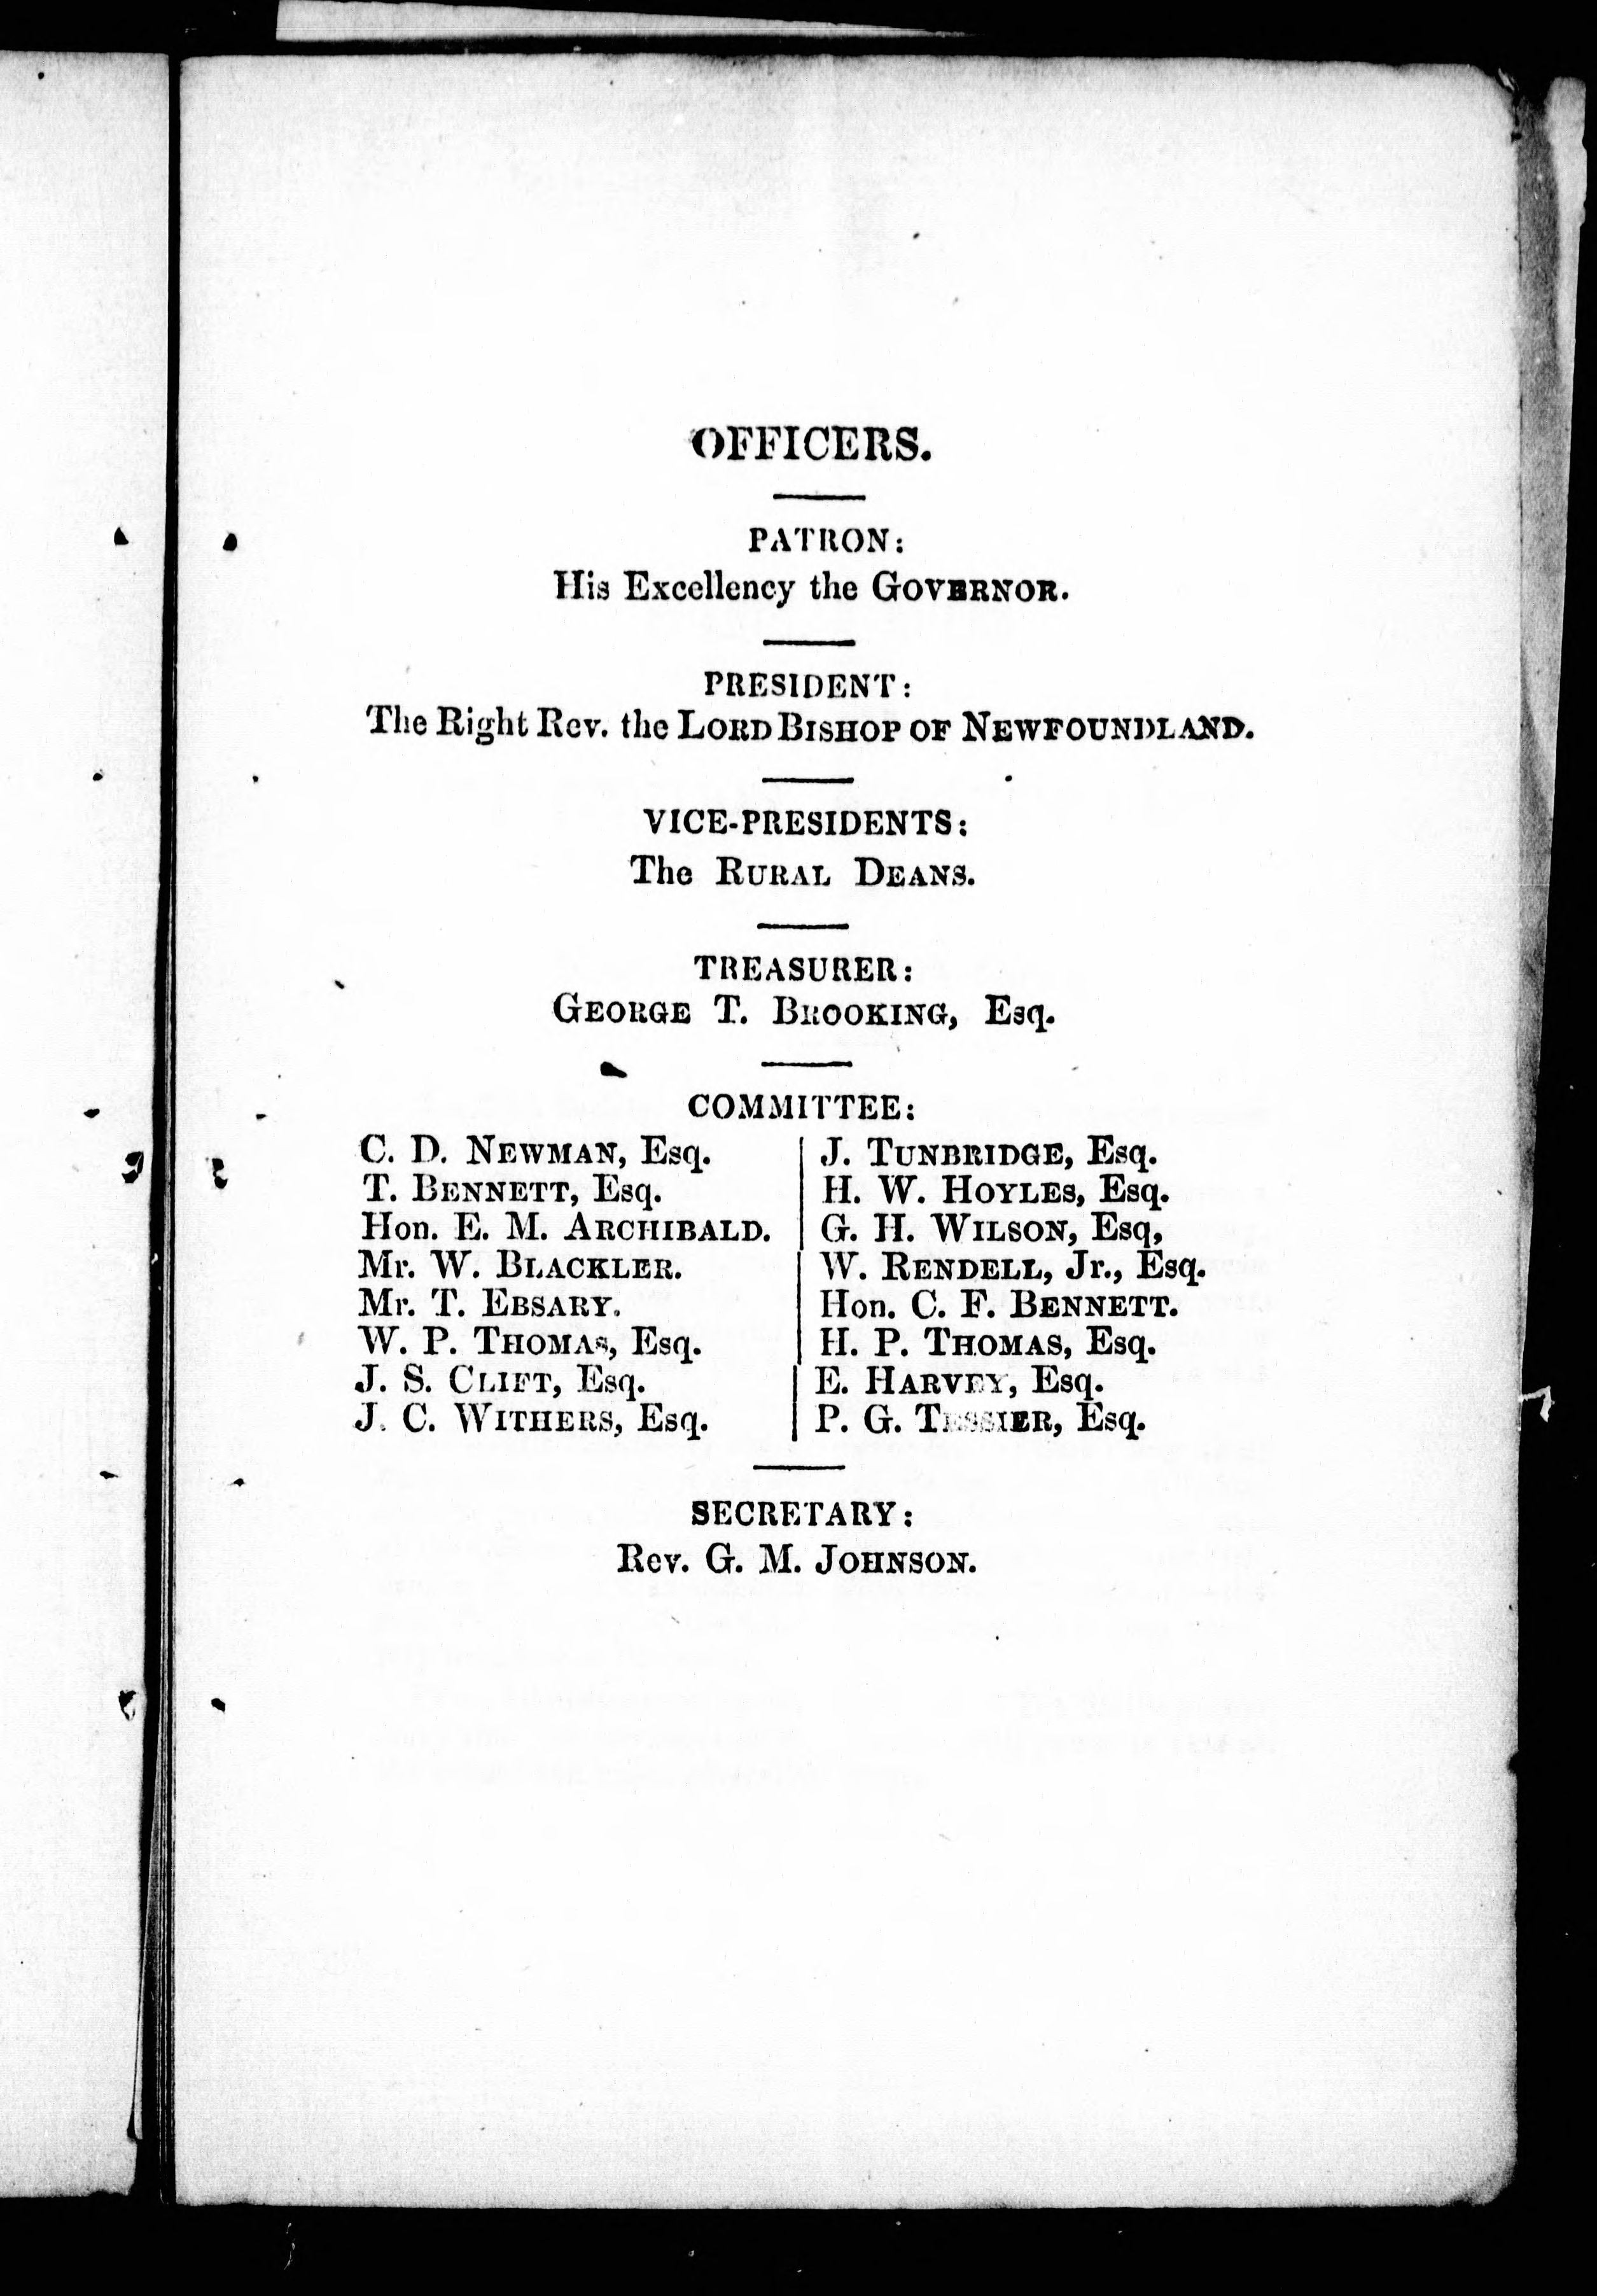 OFFICERS.
PATRON:
His Excellency the GOVERNOR.
PRESIDENT:
The Right Rev. the LORD BISHOP OF NEWFOUNDLAND.
VICE-PRESIDENTS:
The RURAL DEANS.
TREASURER:
GEORGE T. BROOKING, Esq.
COMMITTEE:
C. D. NEWMAN, Esq.
T. BENNETT, Esq.
Hon. E. M. ARCHIBALD.
Mr. W. BLACKLER.
Mr. T. EBSARY.
W. P. THOMAS, Esq.
J. S. CLIFT, Esq.
J. C. WITHERS, Esq.
J. TUNBRIDGE, Esq.
H. W. HOYLES, Esq.
G. H. WILSON, Esq,
W. RENDELL, Jr., Esq.
Hon. C. F. BENNETT.
H. P. THOMAS, Esq.
E. HARVEY, Esq.
P. G. TESSIER, Esq.
SECRETARY:
Rev. G. M. JOHNSON.